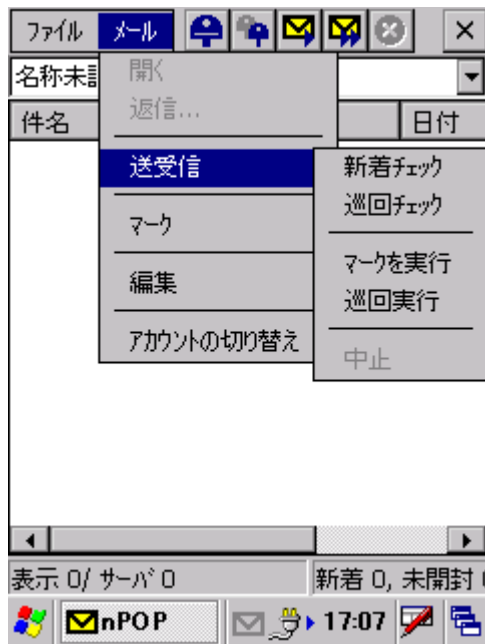 ファイル メール
名称未
件名 日付
開く
返信...
送受信
マーク
編集
アカウントの切り替え
新着チェック
巡回チェック
マークを実行
巡回実行
中止
表示 0/ サーバ 0 新着 0, 未開封
nPOP 17:07